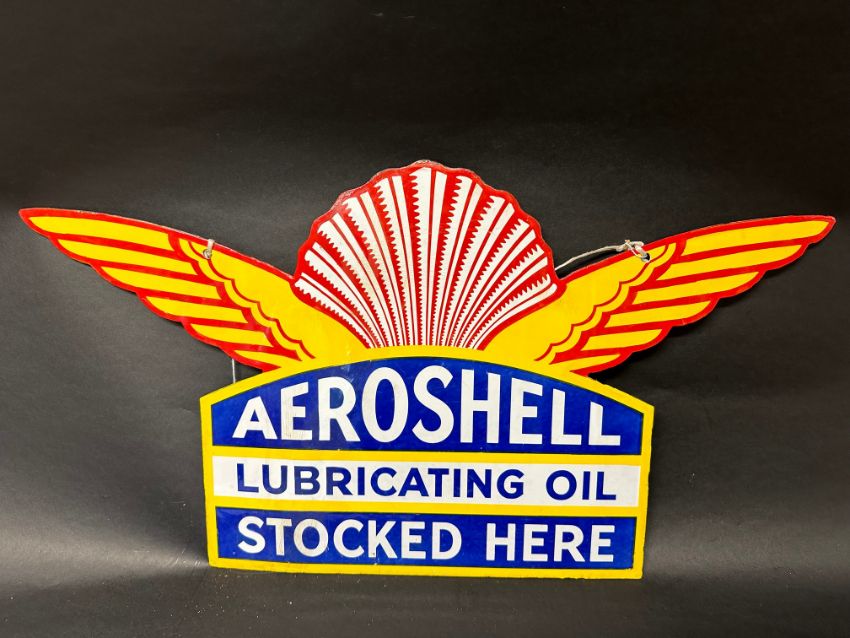 AEROSHELL
LUBRICATING OIL
STOCKED HERE